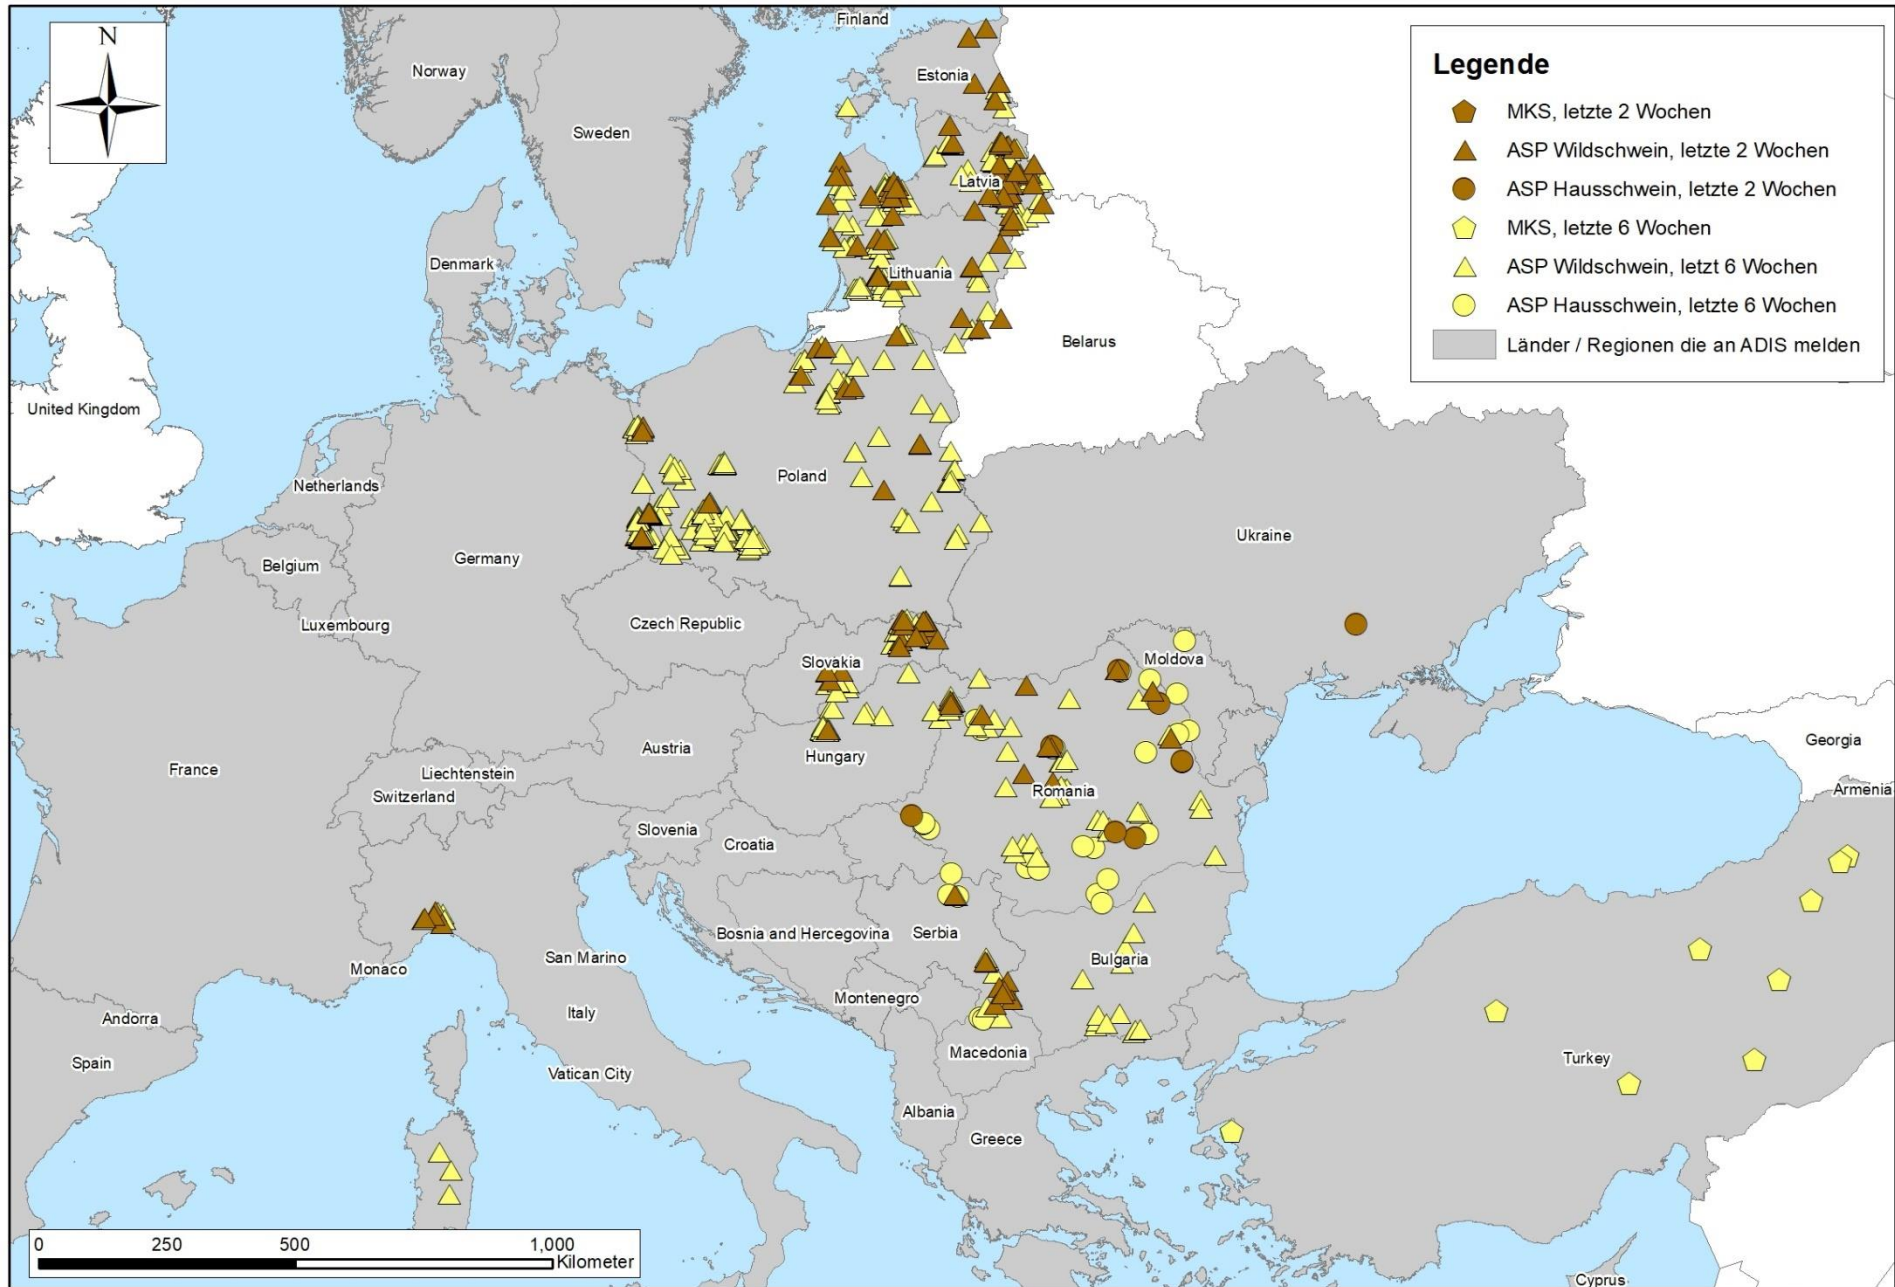 Finland
N
Legende
Norway
Estonia
MKS, letzte 2 Wochen
Sweden
ASP Wildschwein, letzte 2 Wochen
Latvia
ASP Hausschwein, letzte 2 Wochen
MKS, letzte 6 Wochen
Denmark
Lithuania
ASP Wildschwein, letzt 6 Wochen
ASP Hausschwein, letzte 6 Wochen
Belarus
Länder / Regionen die an ADIS melden
United Kingdom
Poland
Netherlands
Ukraine
Germany
Belgium
Luxembourg
Czech Republic
Slovakia
Moldova
Austria
Hungary
Georgia
France
Liechtenstein
Switzerland
Romania
Armenia
Slovenia
Croatia
Bosnia and Hercegovina
Serbia
San Marino
Bulgaria
Monaco
Montenegro
Andorra
Italy
Macedonia
Spain
Turkey
Vatican City
Albania
Greece
0 250 500 1,000
Kilometer
Cyprus